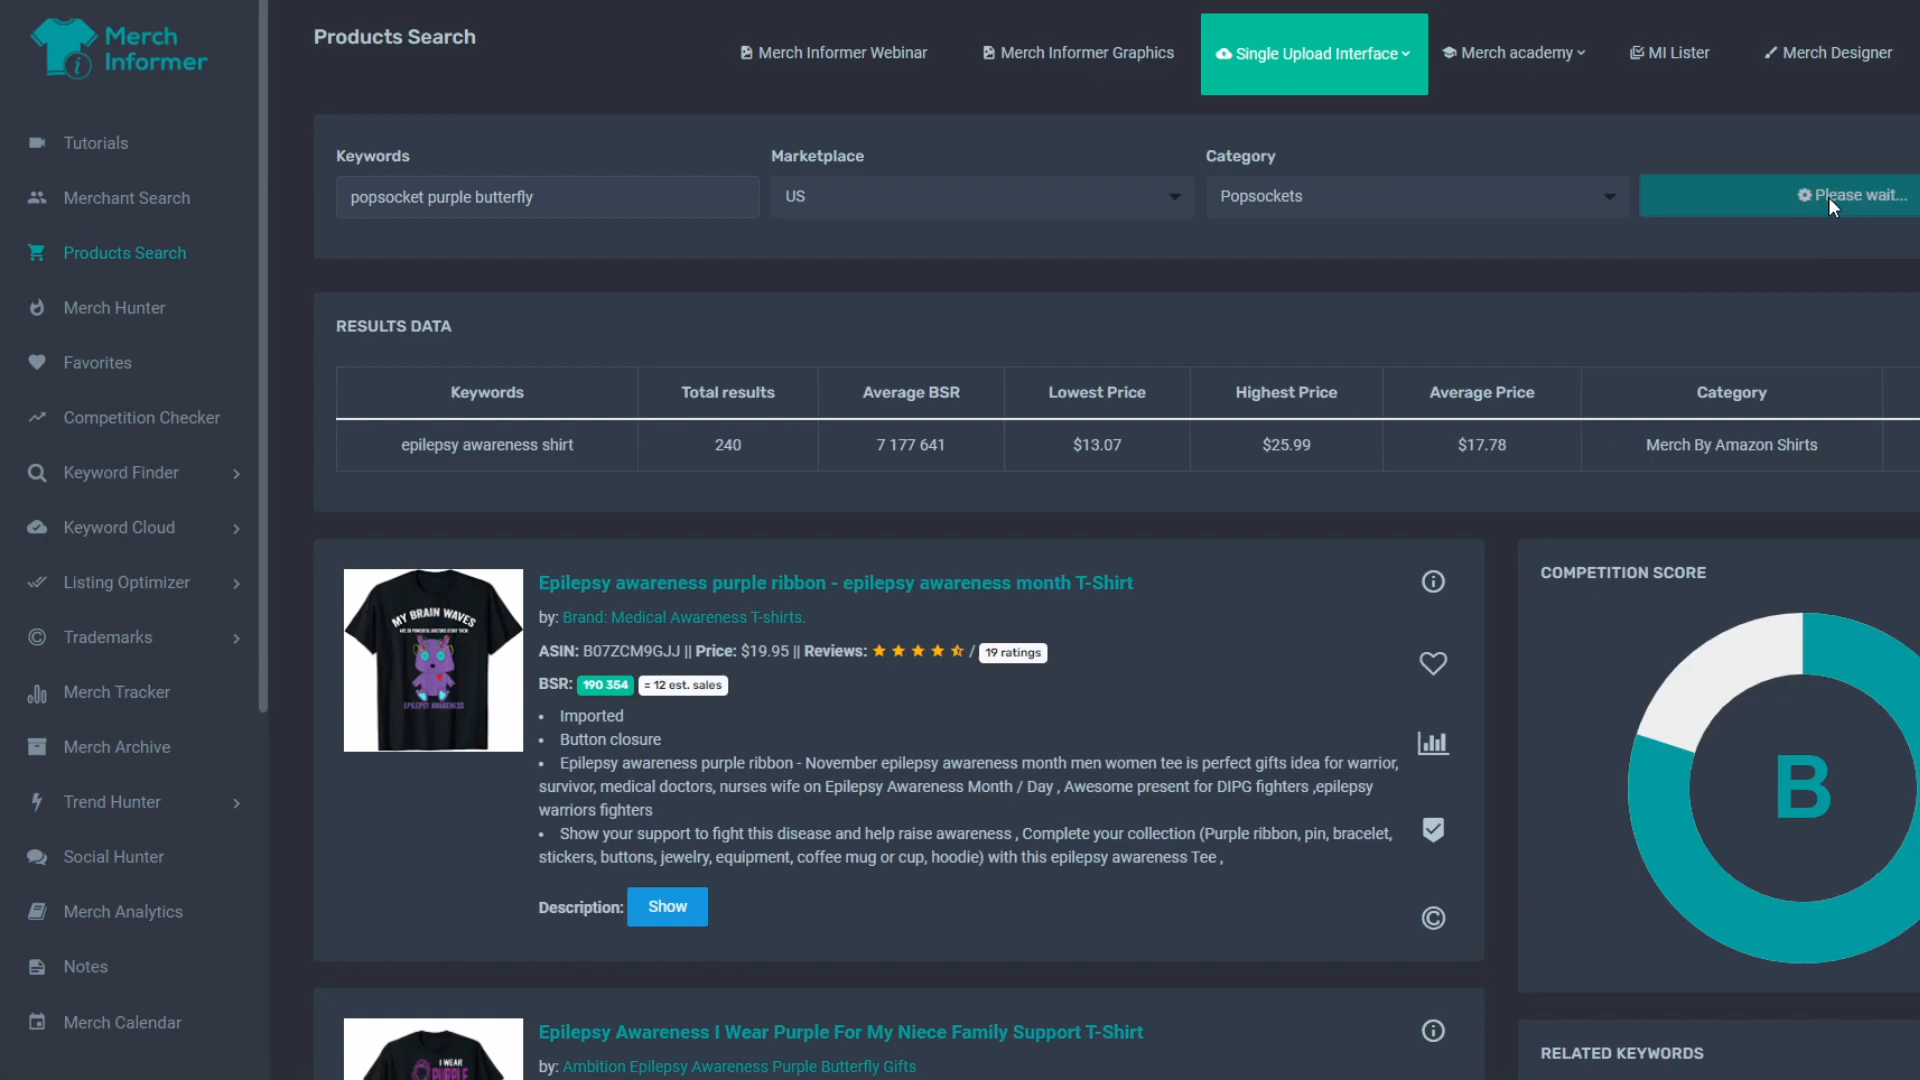 Merch
Informer
Products Search
Merch Informer Webinar
Merch Informer Graphics
Single Upload Interface
Merch academy
MI Lister
Merch Designer
Tutorials
Merchant Search
Products Search
Merch Hunter
Favorites
Competition Checker
Keyword Finder
Keyword Cloud
Listing Optimizer
Trademarks
Merch Tracker
Merch Archive
Trend Hunter
Social Hunter
Merch Analytics
Notes
Merch Calendar
Keywords
Marketplace
Category
popsocket purple butterfly
US
Popsockets
Please wait...
RESULTS DATA
Keywords Total results Average BSR Lowest Price Highest Price Average Price Category
epilepsy awareness shirt 240 7 177 641 $13.07 $25.99 $17.78 Merch By Amazon Shirts
MY BRAIN WAVES
EPILEPSY AWARENESS
Epilepsy awareness purple ribbon - epilepsy awareness month T-Shirt
by: Brand: Medical Awareness T-shirts.
ASIN: B07ZCM9GJJ || Price: $19.95 || Reviews: / 19 ratings
BSR: 190 354 = 12 est. sales
• Imported
• Button closure
• Epilepsy awareness purple ribbon - November epilepsy awareness month men women tee is perfect gifts idea for warrior,
survivor, medical doctors, nurses wife on Epilepsy Awareness Month / Day , Awesome present for DIPG fighters ,epilepsy
warriors fighters
• Show your support to fight this disease and help raise awareness , Complete your collection (Purple ribbon, pin, bracelet,
stickers, buttons, jewelry, equipment, coffee mug or cup, hoodie) with this epilepsy awareness Tee ,
Description: Show
COMPETITION SCORE
B
I WEAR
PURPLE
Epilepsy Awareness I Wear Purple For My Niece Family Support T-Shirt
by: Ambition Epilepsy Awareness Purple Butterfly Gifts
RELATED KEYWORDS